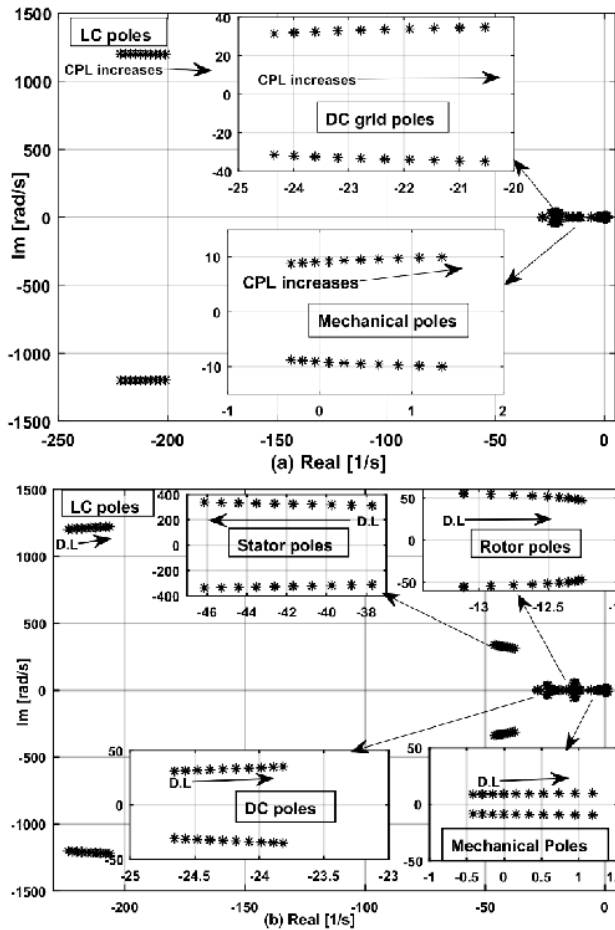 1500
LC poles
1000
CPL increases
500
0
-500
-1000
-1500
Im [rad/s]
40
20
CPL increases
0
DC grid poles
-20
-40
-25 -24 -23 -22 -21 -20
10
CPL increases
0
Mechanical poles
-10
-1 0 1 2
-250 -200 -150 -100 -50 0
(a) Real [1/s]
1500
LC poles
D.L
1000
500
0
-500
-1000
-1500
Im [rad/s]
400
200
D.L
0
Stator poles
-200
-400
-46 -44 -42 -40 -38
50
D.L
0
Rotor poles
-50
-13 -12.5
50
D.L
0
DC poles
-50
-25 -24.5 -24 -23.5 -23
50
D.L
0
Mechanical Poles
-50
-1 -0.5 0 0.5 1
-200 -150 -100 -50 0
(b) Real [1/s]